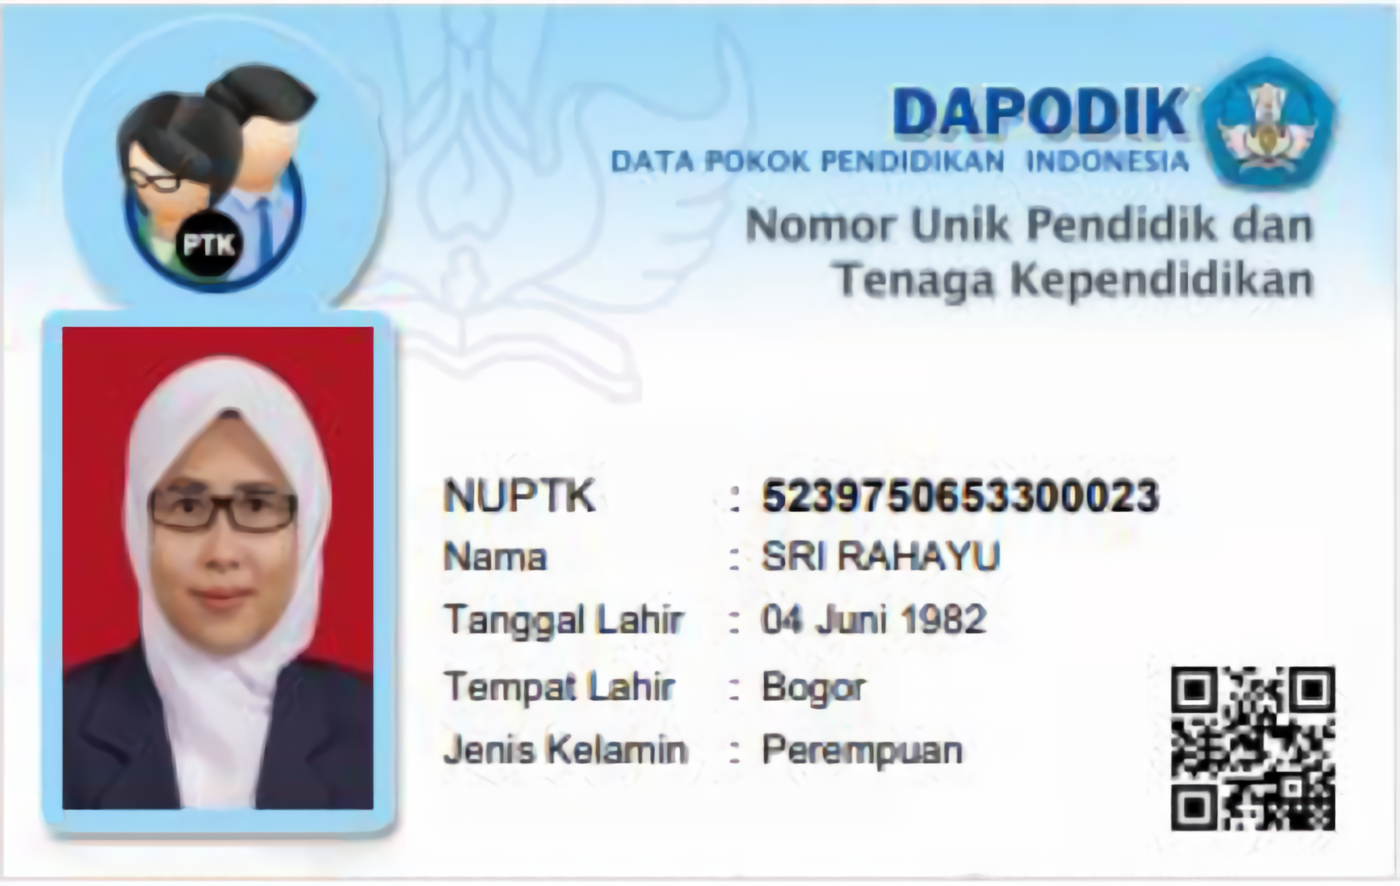 DAPODIK
DATA POKOK PENDIDIKAN INDONESIA
Nomor Unik Pendidik dan
Tenaga Kependidikan
PTK
NUPTK : 5239750653300023
Nama : SRI RAHAYU
Tanggal Lahir : 04 Juni 1982
Tempat Lahir : Bogor
Jenis Kelamin : Perempuan